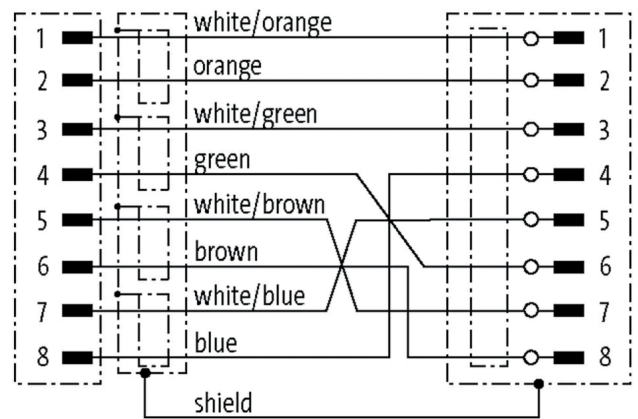 1 white/orange 1
2 orange 2
3 white/green 3
4 green 4
5 white/brown 5
6 brown 6
7 white/blue 7
8 blue 8
shield